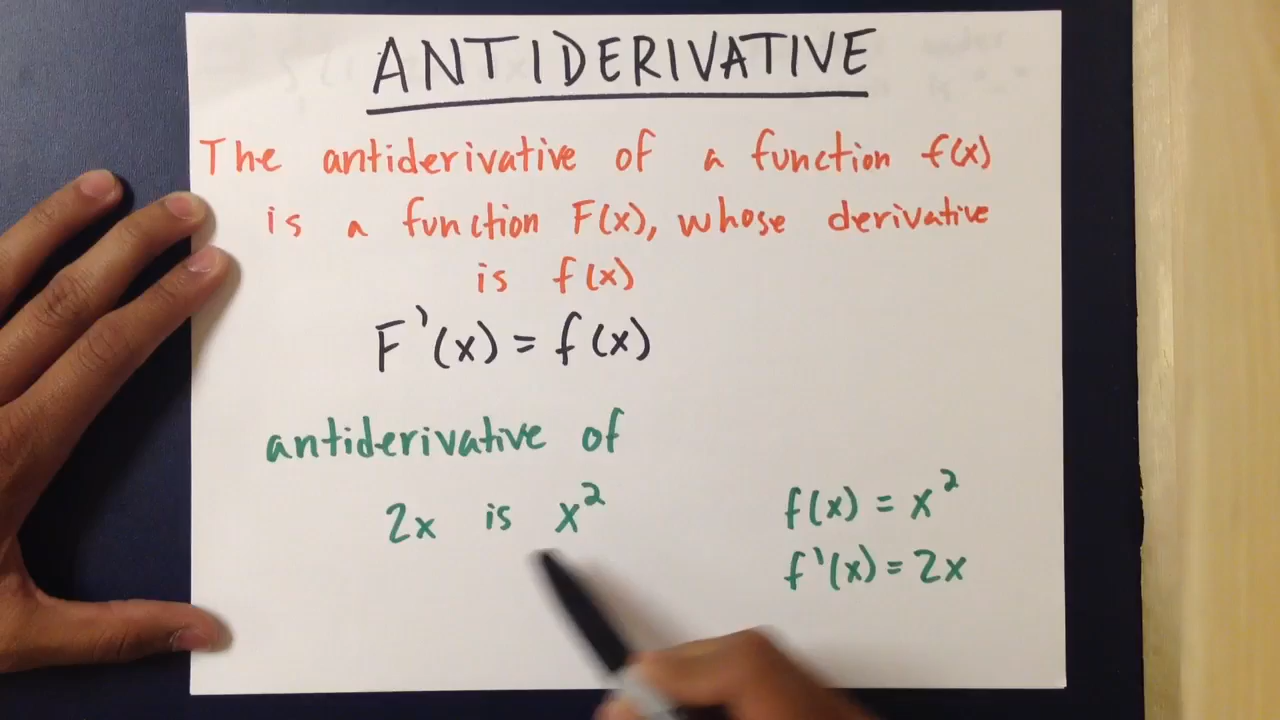 ANTIDERIVATIVE
The antiderivative of a function f(x)
is a function F(x), whose derivative
is f(x)
F'(x) = f(x)
antiderivative of
2x is x²
f(x) = x²
f'(x) = 2x